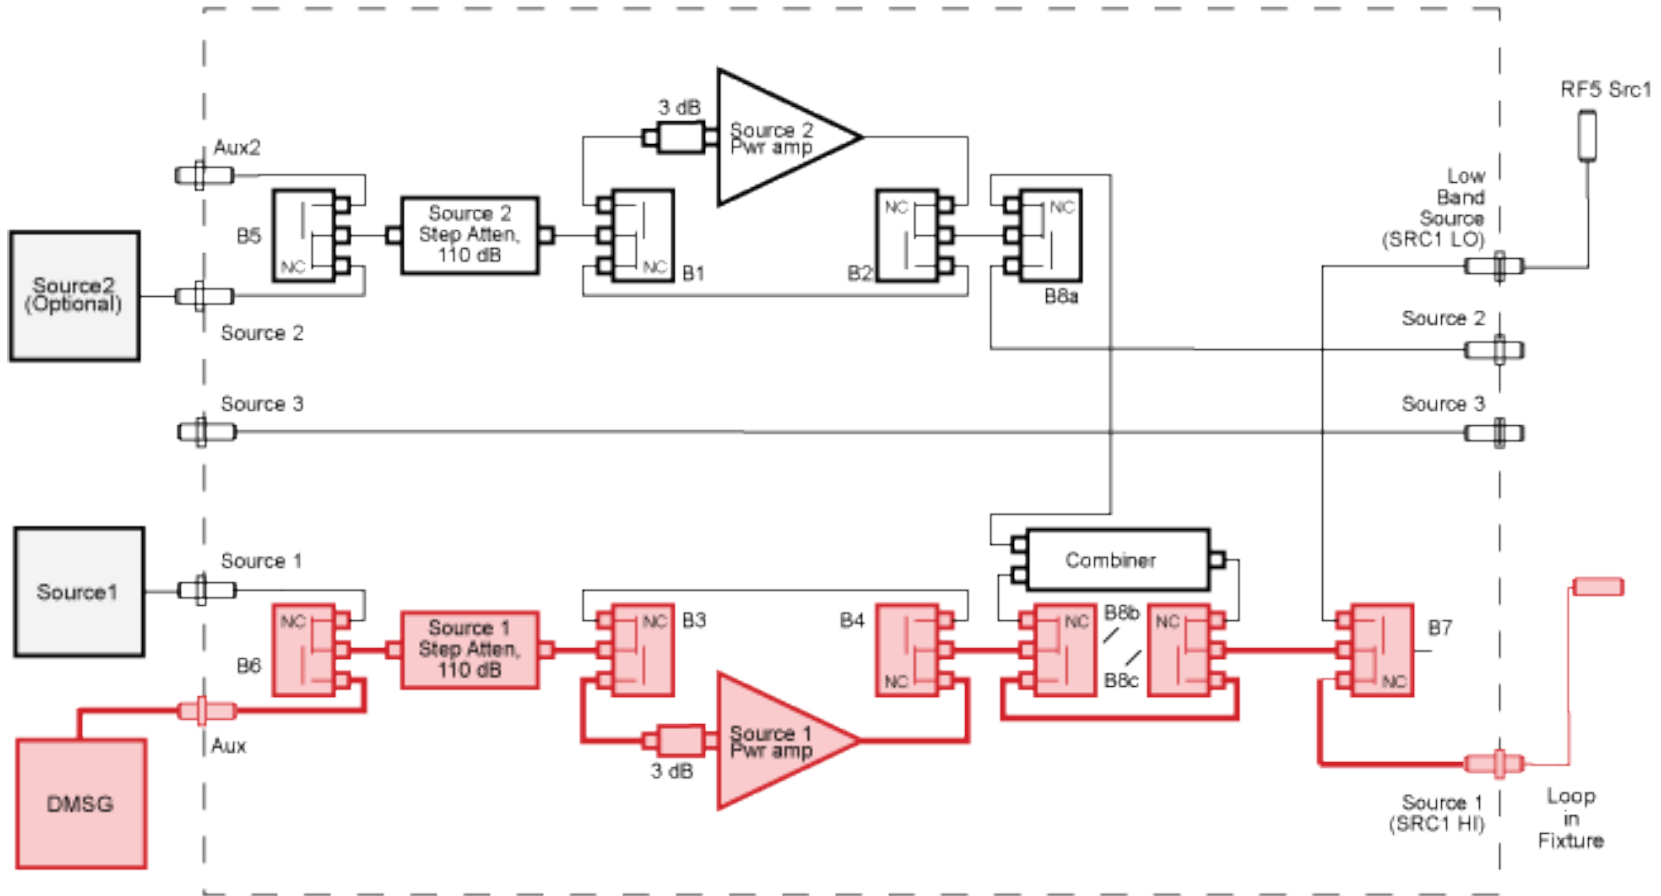 RF5 Src1
3 dB
Source 2
Pwr amp
Aux2
Low
Band
Source
(SRC1 LO)
NC
NC
B5
Source 2
Step Atten,
110 dB
NC
B1
B2
B8a
NC
Source2
(Optional)
Source 2
Source 2
Source 3
Source 3
Source 1
Source1
Combiner
NC
B6
Source 1
Step Atten,
110 dB
NC
B3
B4
NC
NC
B8b
B8c
NC
B7
NC
Aux
DMSG
3 dB
Source 1
Pwr amp
Source 1
(SRC1 HI)
Loop
in
Fixture